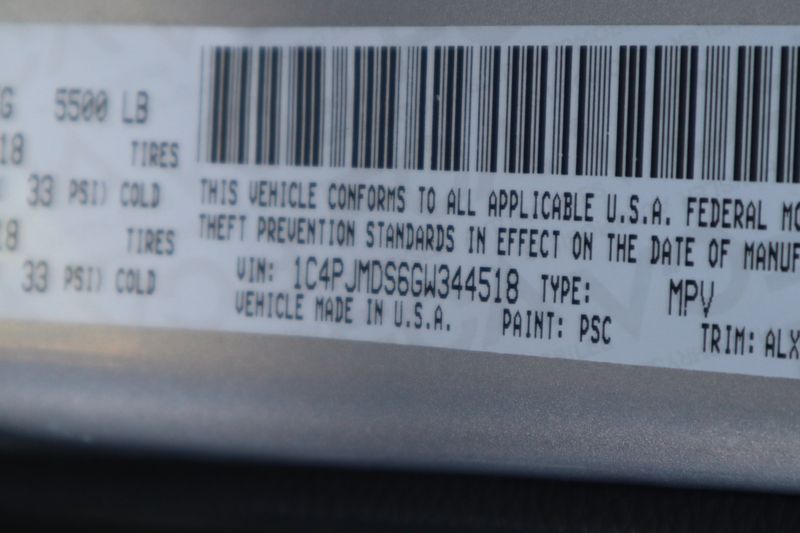 G 5500 LB
18 TIRES
33 PSI) COLD
18 TIRES
33 PSI) COLD
THIS VEHICLE CONFORMS TO ALL APPLICABLE U.S.A. FEDERAL MO
THEFT PREVENTION STANDARDS IN EFFECT ON THE DATE OF MANUF
VIN: 1C4PJMDS6GW344518 TYPE: MPV
VEHICLE MADE IN U.S.A. PAINT: PSC TRIM: ALX